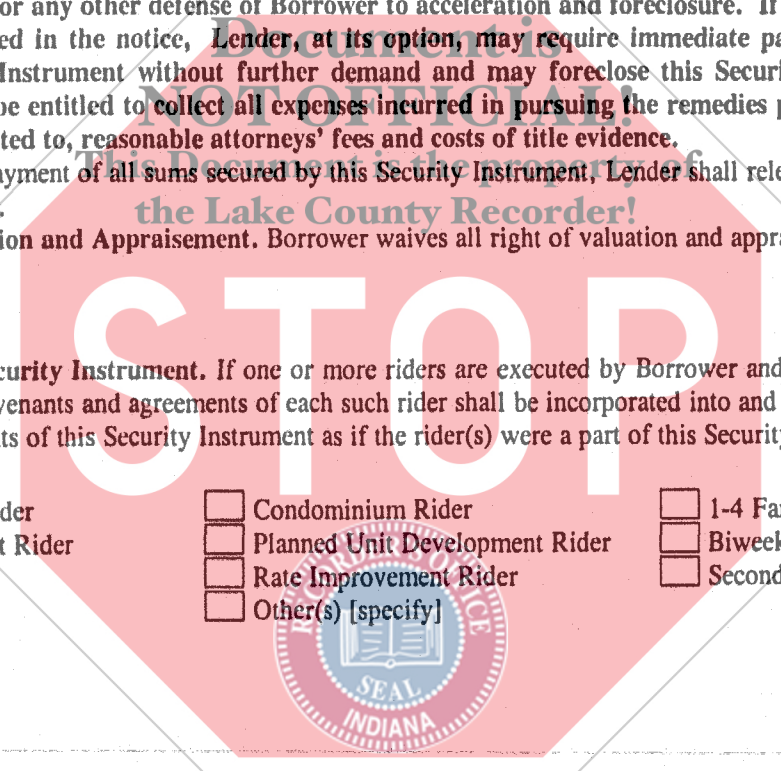 or any other defense of Borrower to acceleration and foreclosure. If
ed in the notice, Lender, at its option, may require immediate pa
Instrument without further demand and may foreclose this Securi
be entitled to collect all expenses incurred in pursuing the remedies p
ted to, reasonable attorneys' fees and costs of title evidence.
ayment of all sums secured by this Security Instrument, Lender shall rele
ion and Appraisement. Borrower waives all right of valuation and appra
Document is
NOT OFFICIAL!
This Document is the property of
the Lake County Recorder!
STOP
curity Instrument. If one or more riders are executed by Borrower and
venants and agreements of each such rider shall be incorporated into and
ts of this Security Instrument as if the rider(s) were a part of this Security
der Condominium Rider 1-4 Fa
t Rider Planned Unit Development Rider Biweek
Rate Improvement Rider Second
Other(s) [specify]
RECORDER'S OFFICE
SEAL
INDIANA